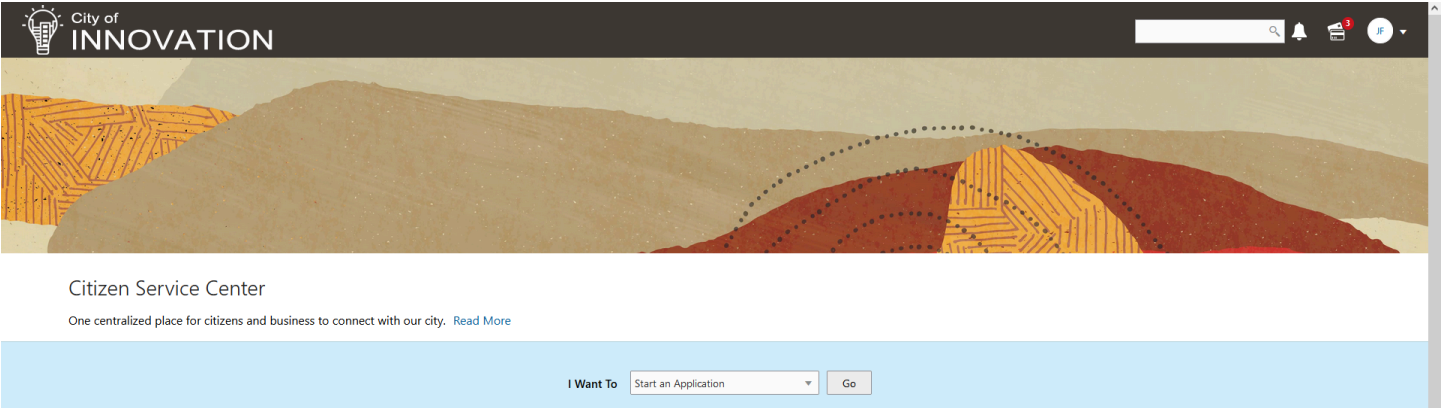 City of
INNOVATION
3
JF
Citizen Service Center
One centralized place for citizens and business to connect with our city. Read More
I Want To Start an Application Go